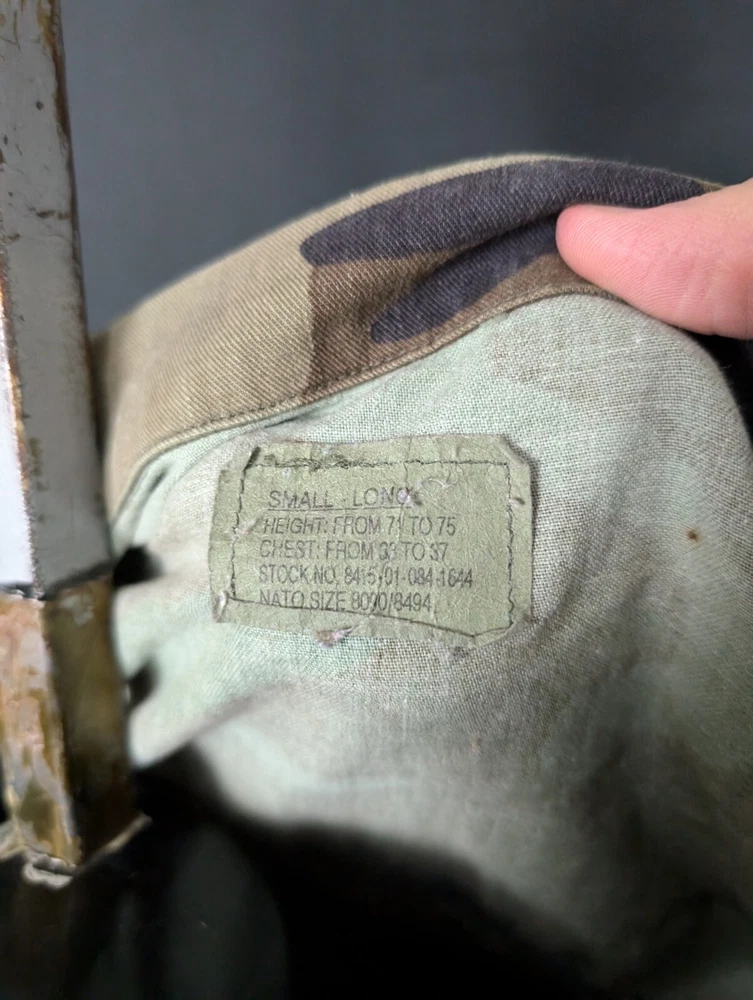 SMALL - LONG
HEIGHT: FROM 71 TO 75
CHEST: FROM 33 TO 37
STOCK NO. 8415-01-084-1644
NATO SIZE 8090/8494